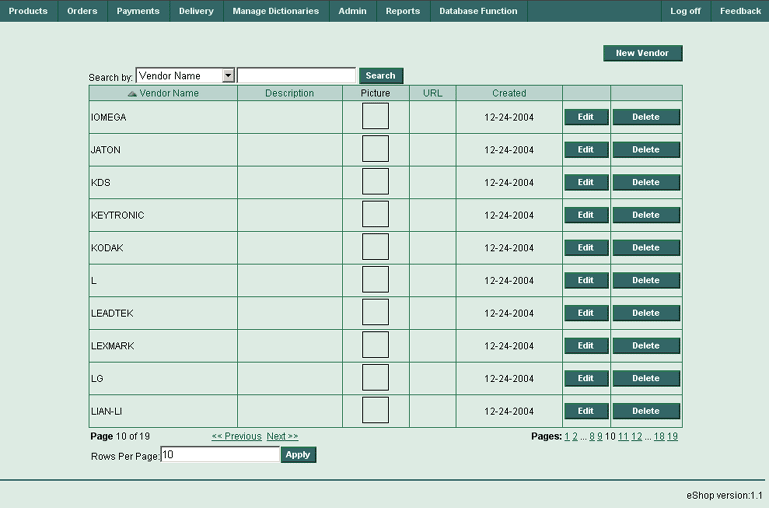 Products Orders Payments Delivery Manage Dictionaries Admin Reports Database Function Log off Feedback
New Vendor
Search by: Vendor Name Search
Vendor Name Description Picture URL Created
IOMEGA 12-24-2004 Edit Delete
JATON 12-24-2004 Edit Delete
KDS 12-24-2004 Edit Delete
KEYTRONIC 12-24-2004 Edit Delete
KODAK 12-24-2004 Edit Delete
L 12-24-2004 Edit Delete
LEADTEK 12-24-2004 Edit Delete
LEXMARK 12-24-2004 Edit Delete
LG 12-24-2004 Edit Delete
LIAN-LI 12-24-2004 Edit Delete
Page 10 of 19 << Previous Next >> Pages: 1 2 ... 8 9 10 11 12 ... 18 19
Rows Per Page: 10 Apply
eShop version:1.1